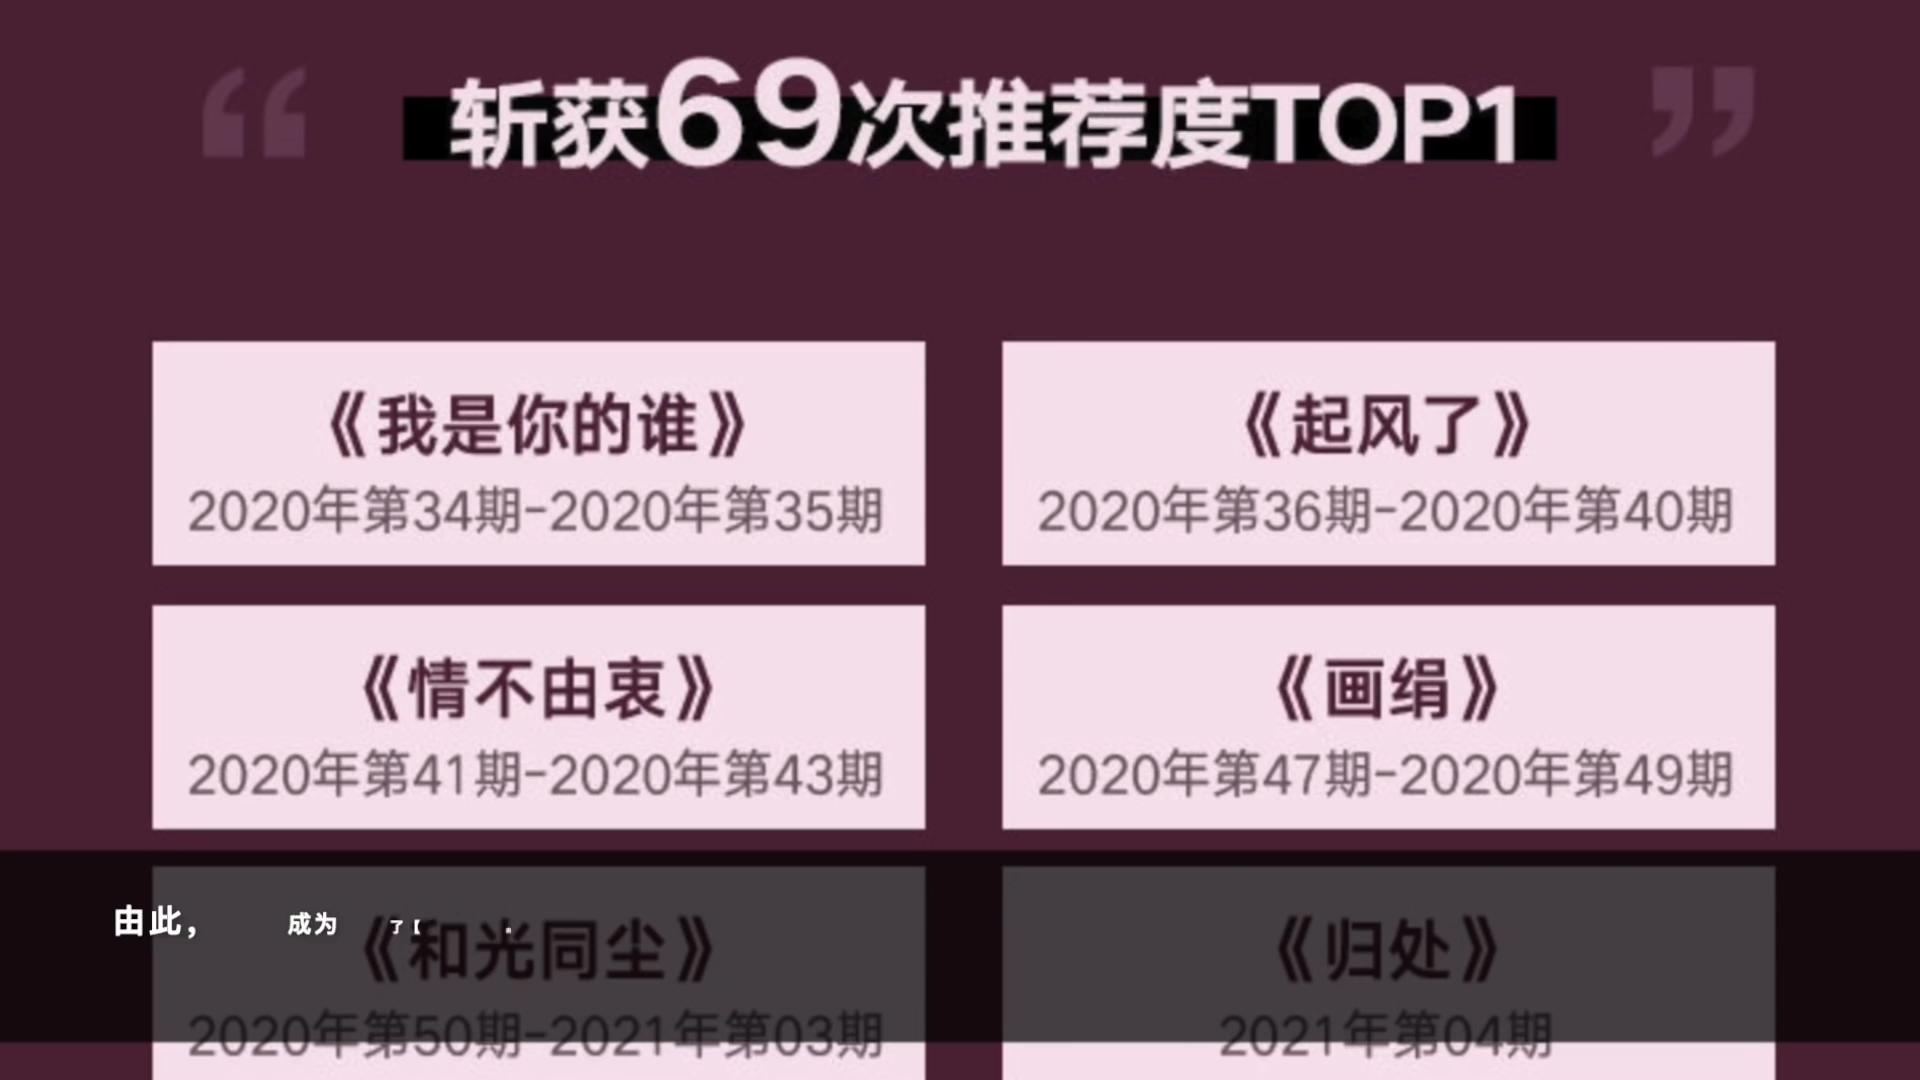 “ 斩获69次推荐度TOP1 ”
《我是你的谁》
2020年第34期-2020年第35期
《起风了》
2020年第36期-2020年第40期
《情不由衷》
2020年第41期-2020年第43期
《画绢》
2020年第47期-2020年第49期
《和光同尘》
2020年第50期-2021年第03期
《归处》
2021年第04期
由此，成为了【